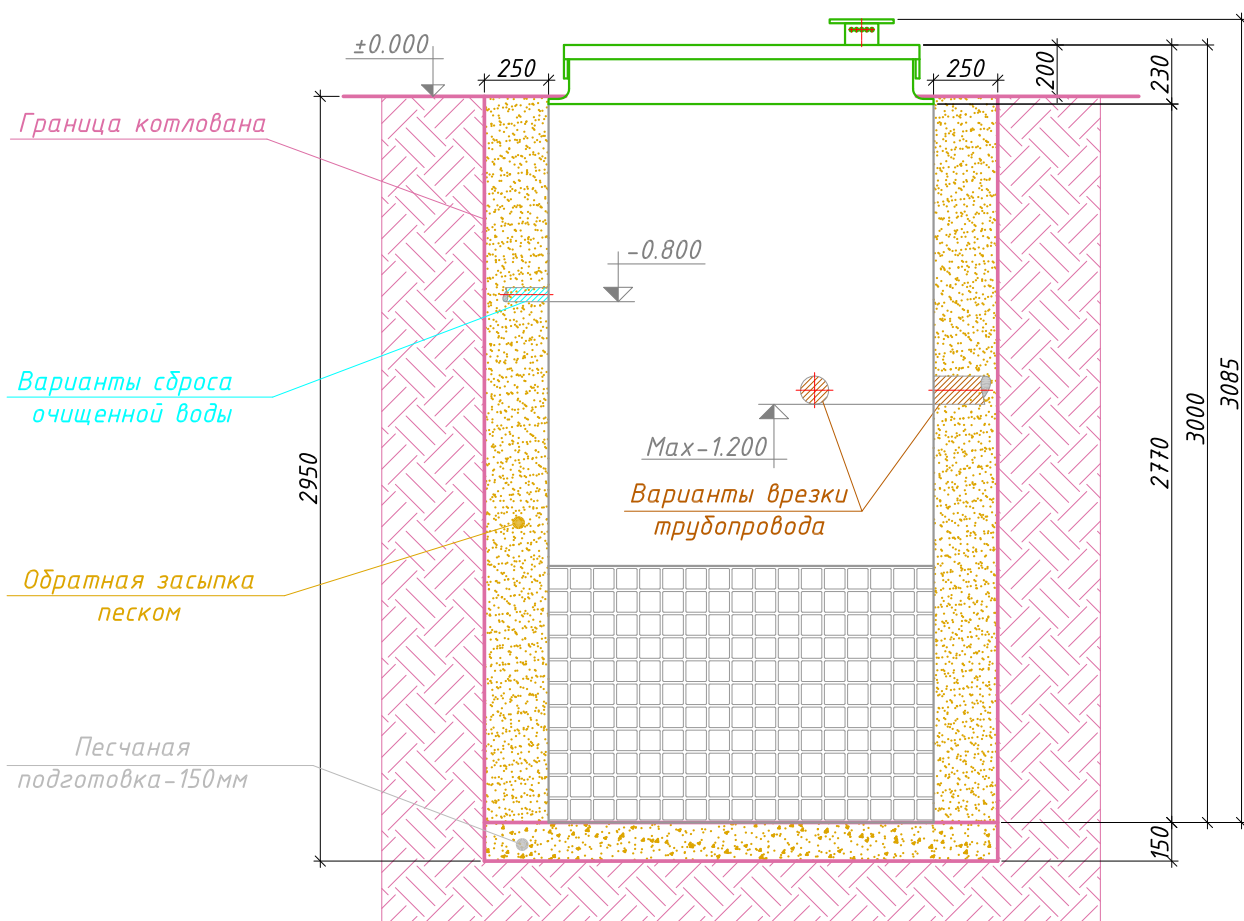 ±0.000
250
250
200
230
Граница котлована
-0.800
Варианты сброса
очищенной воды
3085
3000
Max-1.200
2950
2770
Варианты врезки
трубопровода
Обратная засыпка
песком
Песчаная
подготовка-150мм
150